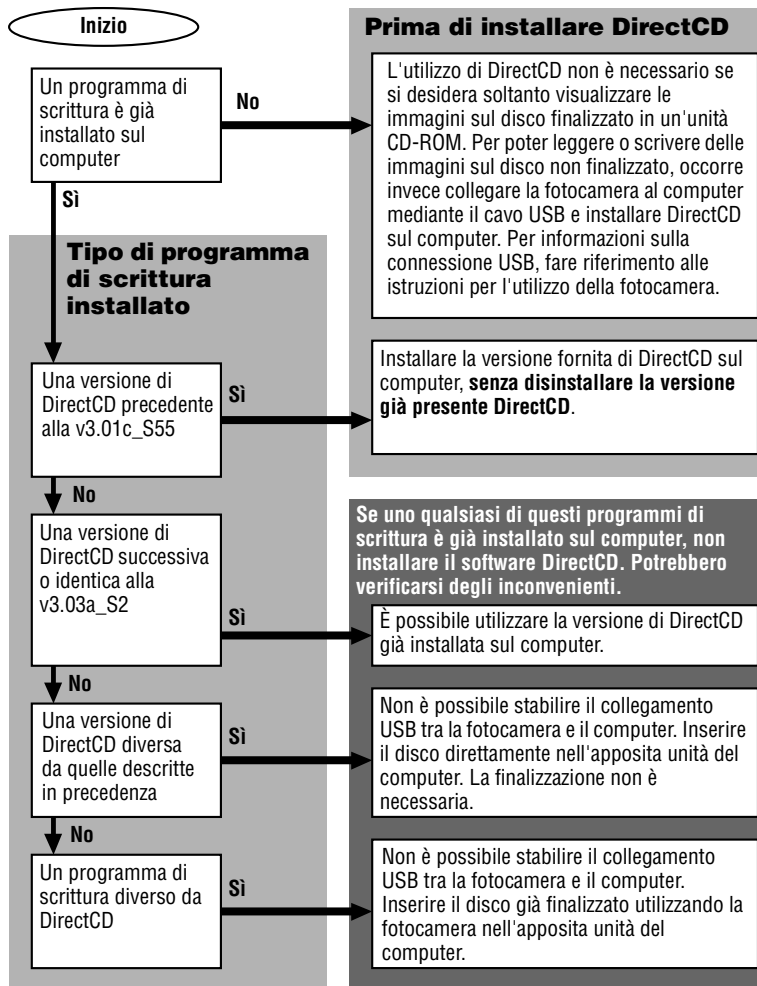 Inizio
Prima di installare DirectCD
Un programma di
scrittura è già
installato sul
computer
No
L'utilizzo di DirectCD non è necessario se
si desidera soltanto visualizzare le
immagini sul disco finalizzato in un'unità
CD-ROM. Per poter leggere o scrivere delle
immagini sul disco non finalizzato, occorre
invece collegare la fotocamera al computer
mediante il cavo USB e installare DirectCD
sul computer. Per informazioni sulla
connessione USB, fare riferimento alle
istruzioni per l'utilizzo della fotocamera.
Sì
Tipo di programma
di scrittura
installato
Una versione di
DirectCD precedente
alla v3.01c_S55
Sì
Installare la versione fornita di DirectCD sul
computer, senza disinstallare la versione
già presente DirectCD.
No
Se uno qualsiasi di questi programmi di
scrittura è già installato sul computer, non
installare il software DirectCD. Potrebbero
verificarsi degli inconvenienti.
Una versione di
DirectCD successiva
o identica alla
v3.03a_S2
Sì
È possibile utilizzare la versione di DirectCD
già installata sul computer.
No
Una versione di
DirectCD diversa
da quelle descritte
in precedenza
Sì
Non è possibile stabilire il collegamento
USB tra la fotocamera e il computer. Inserire
il disco direttamente nell'apposita unità del
computer. La finalizzazione non è
necessaria.
No
Un programma di
scrittura diverso da
DirectCD
Sì
Non è possibile stabilire il collegamento
USB tra la fotocamera e il computer.
Inserire il disco già finalizzato utilizzando la
fotocamera nell'apposita unità del
computer.